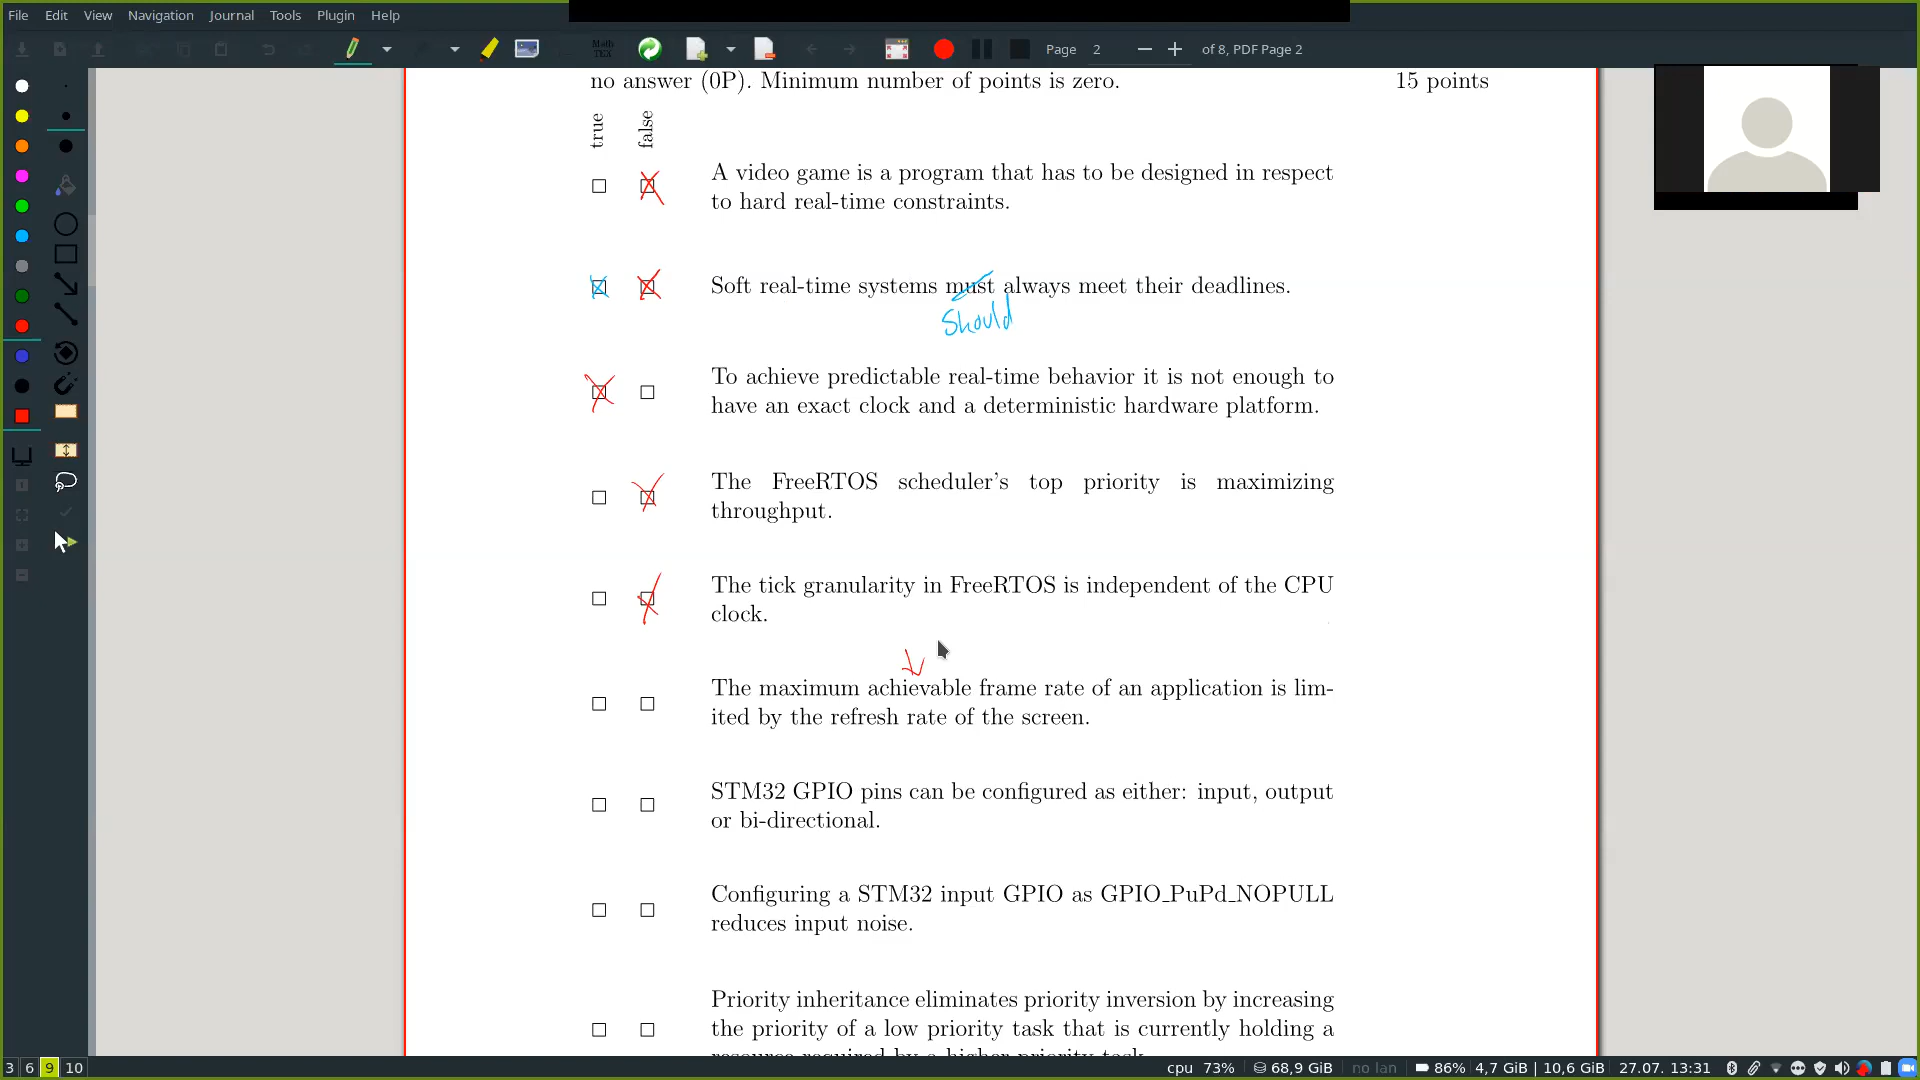 File Edit View Navigation Journal Tools Plugin Help
Math TEX Page 2 of 8, PDF Page 2
no answer (0P). Minimum number of points is zero. 15 points
true false
A video game is a program that has to be designed in respect
to hard real-time constraints.
Soft real-time systems must always meet their deadlines.
Should
To achieve predictable real-time behavior it is not enough to
have an exact clock and a deterministic hardware platform.
The FreeRTOS scheduler's top priority is maximizing
throughput.
The tick granularity in FreeRTOS is independent of the CPU
clock.
The maximum achievable frame rate of an application is lim-
ited by the refresh rate of the screen.
STM32 GPIO pins can be configured as either: input, output
or bi-directional.
Configuring a STM32 input GPIO as GPIO_PuPd_NOPULL
reduces input noise.
Priority inheritance eliminates priority inversion by increasing
the priority of a low priority task that is currently holding a
resource required by a higher priority task.
3 6 9 10 cpu 73% 68,9 GiB no lan 86% 4,7 GiB | 10,6 GiB 27.07. 13:31